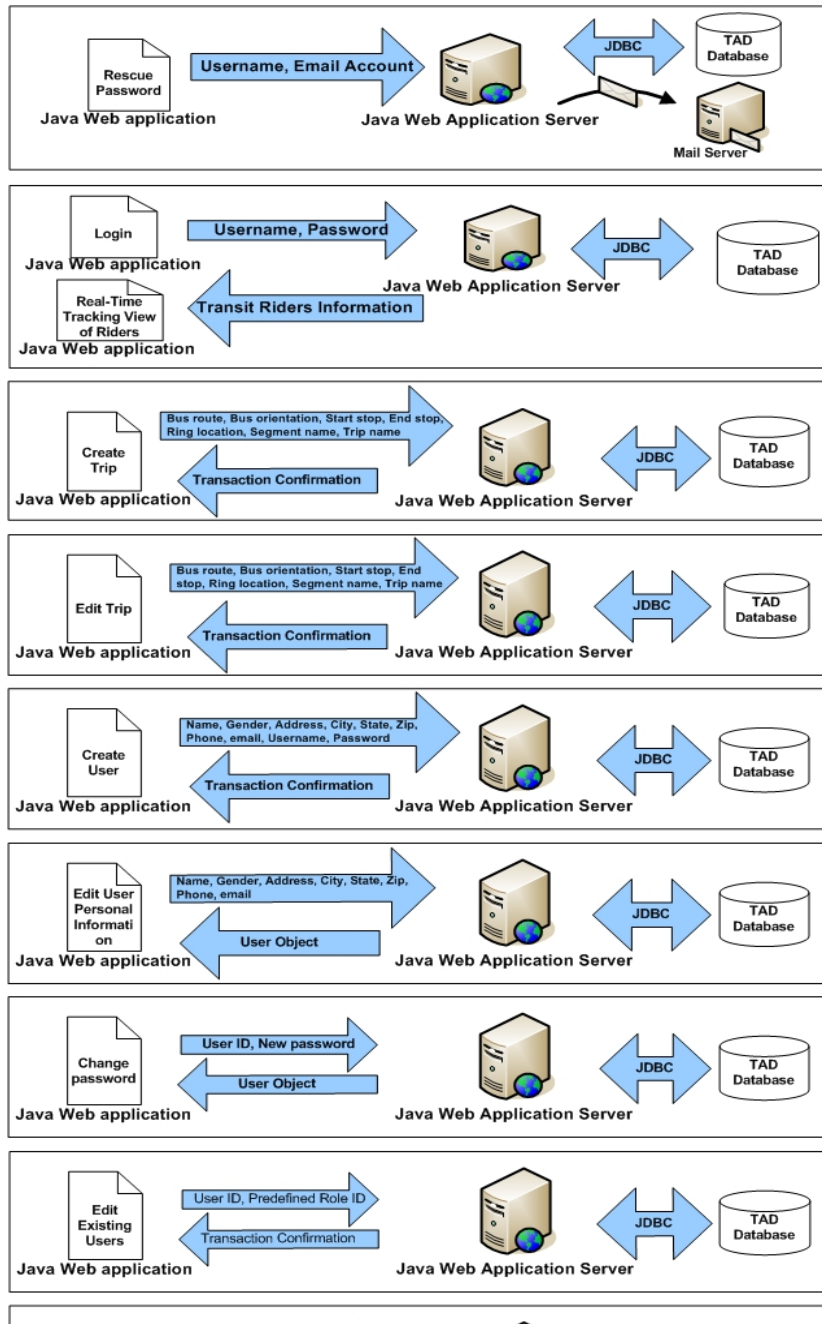 Rescue
Password
Java Web application
Username, Email Account
Java Web Application Server
JDBC
TAD
Database
Mail Server
Login
Java Web application
Real-Time
Tracking View
of Riders
Java Web application
Username, Password
Transit Riders Information
Java Web Application Server
JDBC
TAD
Database
Create
Trip
Java Web application
Bus route, Bus orientation, Start stop, End stop,
Ring location, Segment name, Trip name
Transaction Confirmation
Java Web Application Server
JDBC
TAD
Database
Edit Trip
Java Web application
Bus route, Bus orientation, Start stop, End
stop, Ring location, Segment name, Trip name
Transaction Confirmation
Java Web Application Server
JDBC
TAD
Database
Create
User
Java Web application
Name, Gender, Address, City, State, Zip,
Phone, email, Username, Password
Transaction Confirmation
Java Web Application Server
JDBC
TAD
Database
Edit User
Personal
Informati
on
Java Web application
Name, Gender, Address, City, State, Zip,
Phone, email
User Object
Java Web Application Server
JDBC
TAD
Database
Change
password
Java Web application
User ID, New password
User Object
Java Web Application Server
JDBC
TAD
Database
Edit
Existing
Users
Java Web application
User ID, Predefined Role ID
Transaction Confirmation
Java Web Application Server
JDBC
TAD
Database